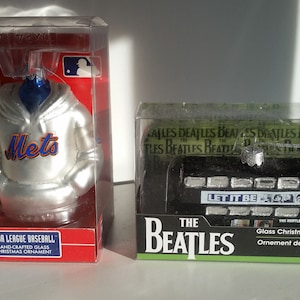 Mets
LEAGUE BASEBALL
HAND-CRAFTED GLASS
CHRISTMAS ORNAMENT
BEATLES BEATLES BEATLES
LET IT BE
THE
BEATLES
Glass Christm
Ornement de